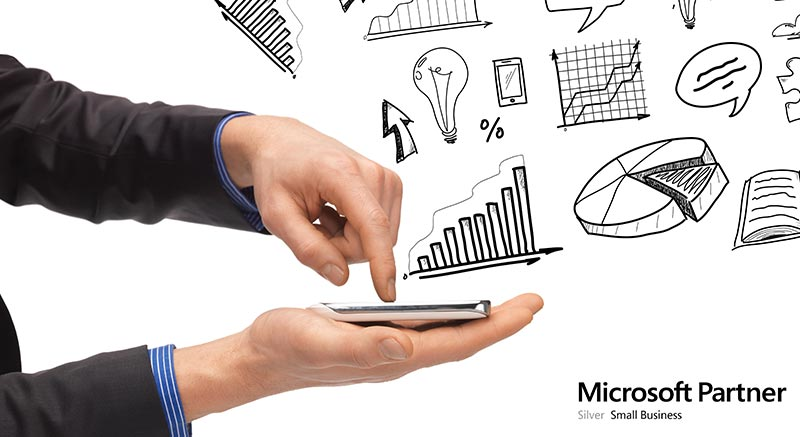 %
%
Microsoft Partner
Silver Small Business